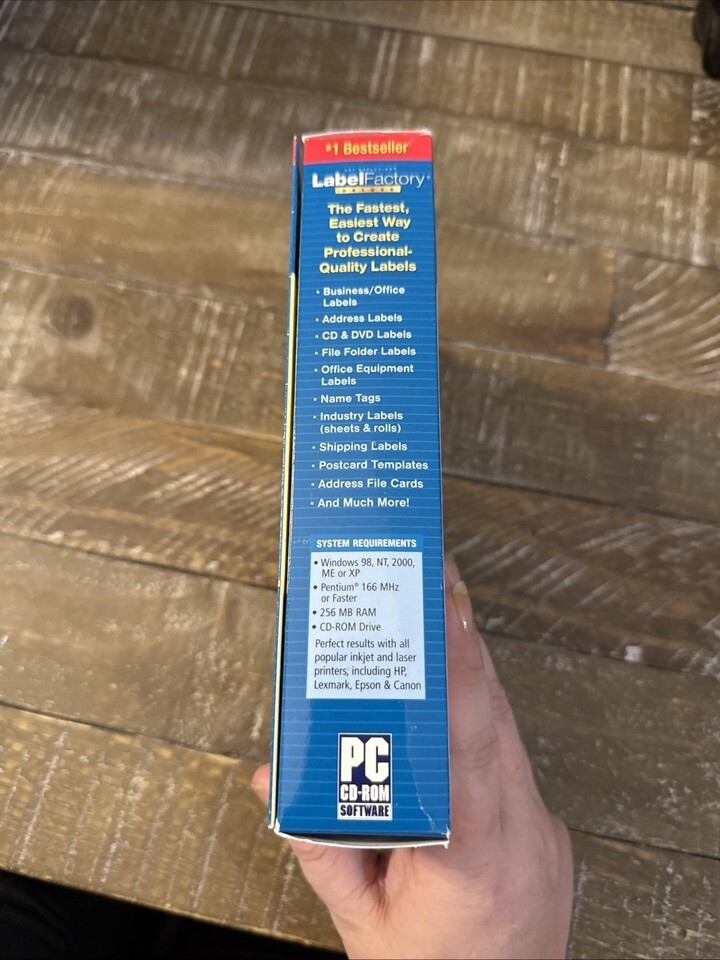 #1 Bestseller
LabelFactory
DELUXE
The Fastest,
Easiest Way
to Create
Professional-
Quality Labels
• Business/Office
Labels
• Address Labels
• CD & DVD Labels
• File Folder Labels
• Office Equipment
Labels
• Name Tags
• Industry Labels
(sheets & rolls)
• Shipping Labels
• Postcard Templates
• Address File Cards
• And Much More!
SYSTEM REQUIREMENTS
• Windows 98, NT, 2000,
ME or XP
• Pentium® 166 MHz
or Faster
• 256 MB RAM
• CD-ROM Drive
Perfect results with all
popular inkjet and laser
printers, including HP,
Lexmark, Epson & Canon
PC
CD-ROM
SOFTWARE